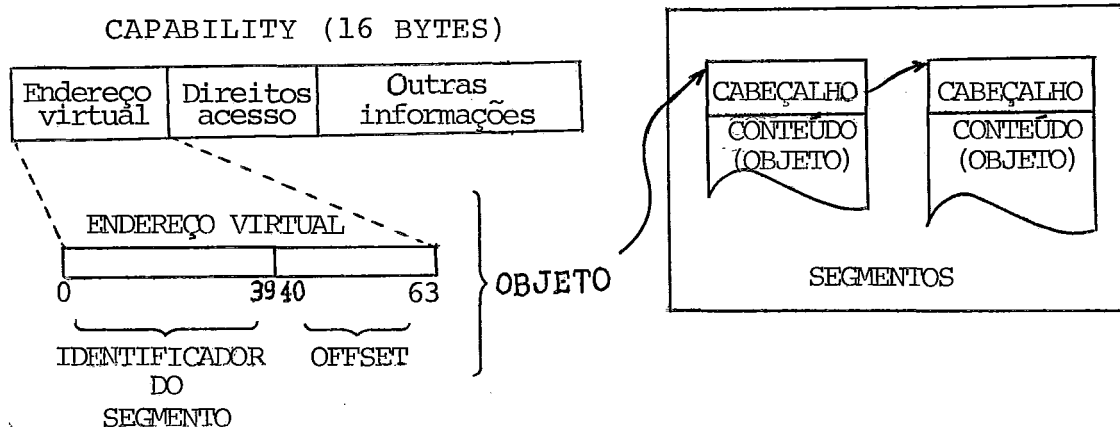 CAPABILITY (16 BYTES)
Endereço
virtual
Direitos
acesso
Outras
informações
ENDEREÇO VIRTUAL
0
39
40
63
IDENTIFICADOR
DO
SEGMENTO
OFFSET
OBJETO
CABEÇALHO
CONTEÚDO
(OBJETO)
CABEÇALHO
CONTEÚDO
(OBJETO)
SEGMENTOS